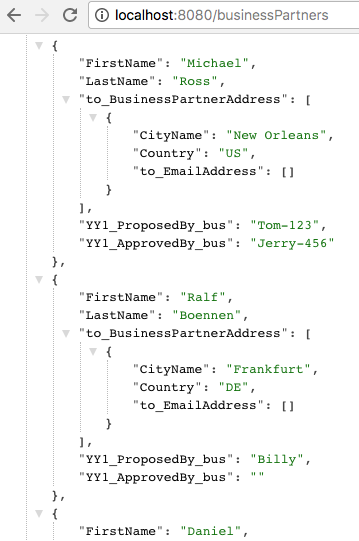 localhost:8080/businessPartners
{
"FirstName": "Michael",
"LastName": "Ross",
"to_BusinessPartnerAddress": [
{
"CityName": "New Orleans",
"Country": "US",
"to_EmailAddress": []
}
],
"YY1_ProposedBy_bus": "Tom-123",
"YY1_ApprovedBy_bus": "Jerry-456"
},
{
"FirstName": "Ralf",
"LastName": "Boennen",
"to_BusinessPartnerAddress": [
{
"CityName": "Frankfurt",
"Country": "DE",
"to_EmailAddress": []
}
],
"YY1_ProposedBy_bus": "Billy",
"YY1_ApprovedBy_bus": ""
},
{
"FirstName": "Daniel",